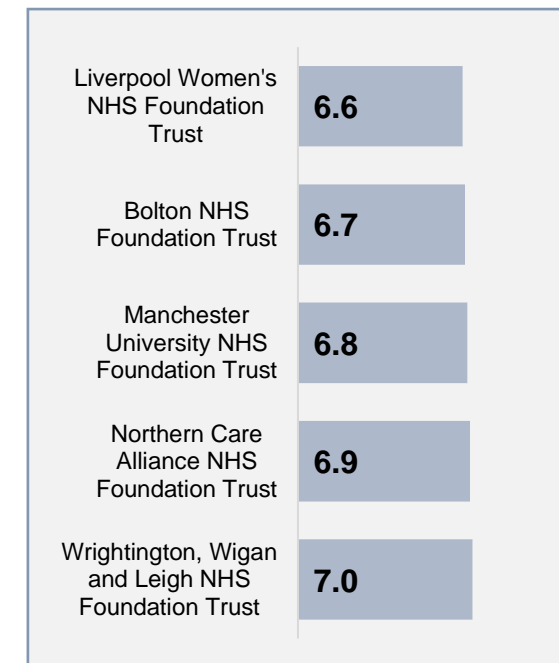 Liverpool Women's
NHS Foundation
Trust
6.6
Bolton NHS
Foundation Trust
6.7
Manchester
University NHS
Foundation Trust
6.8
Northern Care
Alliance NHS
Foundation Trust
6.9
Wrightington, Wigan
and Leigh NHS
Foundation Trust
7.0